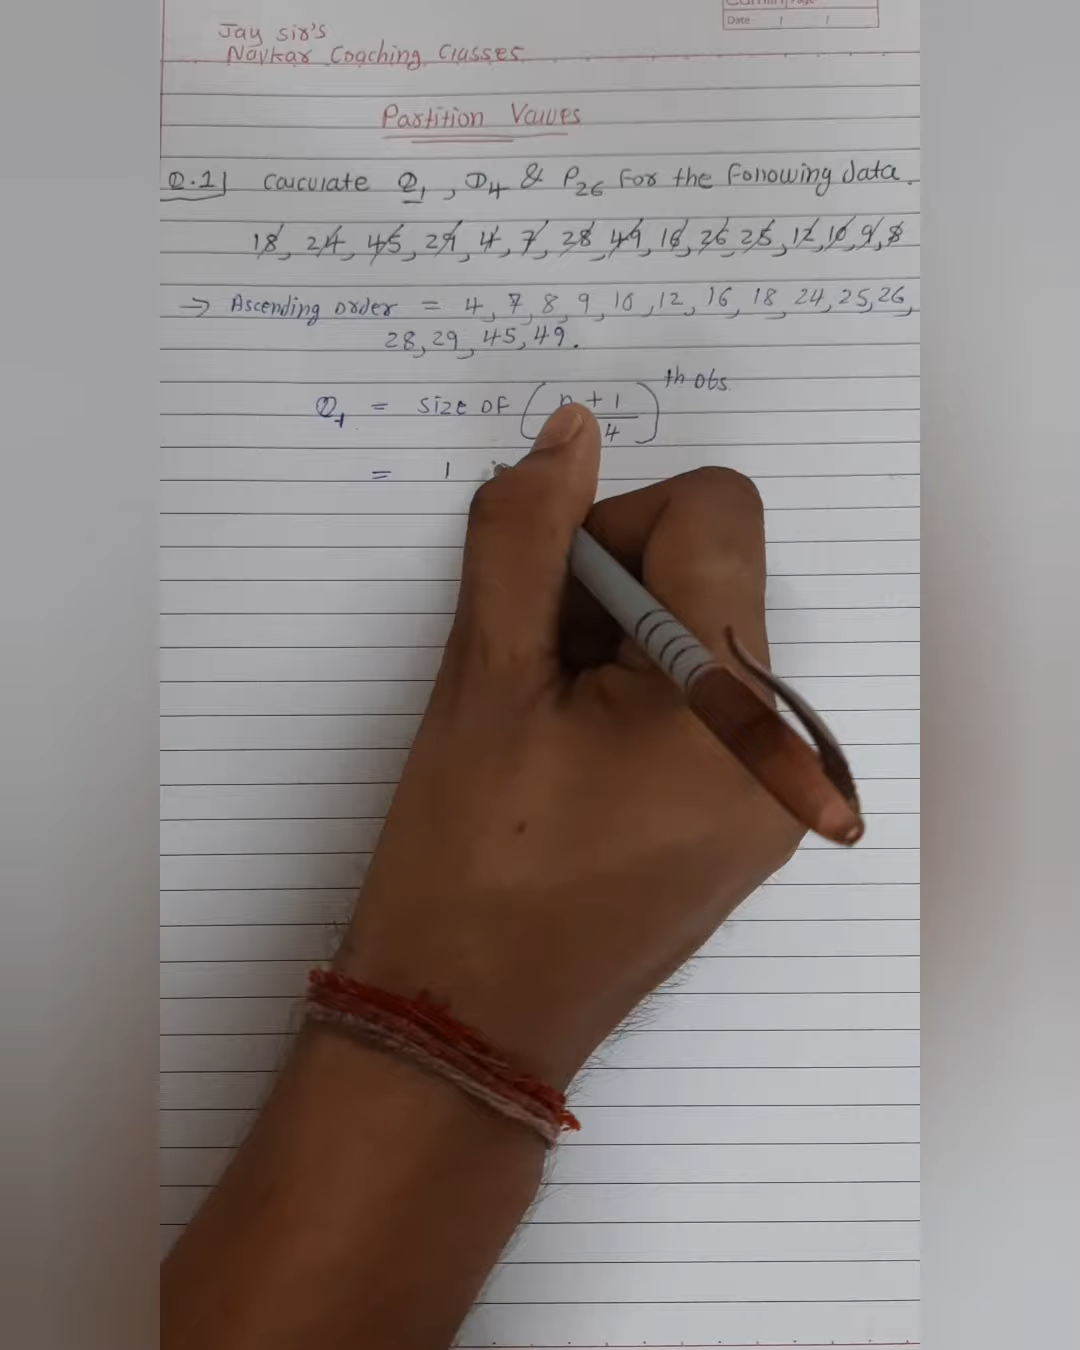 Date / /
Jay sir's
Navkar Coaching Classes
Partition Values
Q.1] Calculate Q₁, D₄ & P₂₆ For the Following data.
18, 24, 45, 29, 4, 7, 28, 49, 16, 26 25, 12, 10, 9, 8
→ Ascending order = 4, 7, 8, 9, 10, 12, 16, 18, 24, 25, 26,
28, 29, 45, 49.
Q₁ = size OF (n + 1 / 4) th obs
= 1